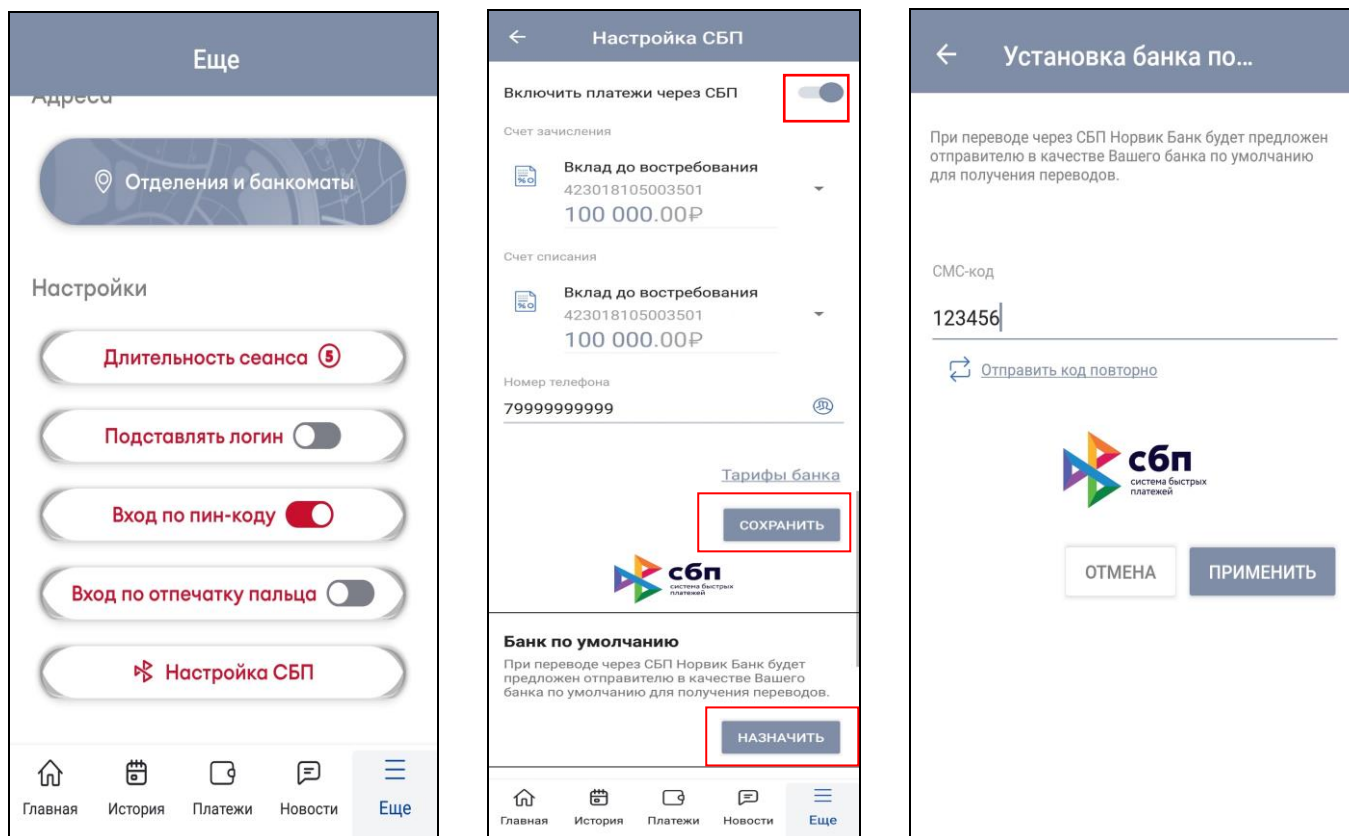 Еще
Адреса
Отделения и банкоматы
Настройки
Длительность сеанса 5
Подставлять логин
Вход по пин-коду
Вход по отпечатку пальца
Настройка СБП
Главная История Платежи Новости Еще
Настройка СБП
Включить платежи через СБП
Счет зачисления
Вклад до востребования
423018105003501
100 000.00₽
Счет списания
Вклад до востребования
423018105003501
100 000.00₽
Номер телефона
79999999999
Тарифы банка
СОХРАНИТЬ
сбп
система быстрых
платежей
Банк по умолчанию
При переводе через СБП Норвик Банк будет
предложен отправителю в качестве Вашего
банка по умолчанию для получения переводов.
НАЗНАЧИТЬ
Главная История Платежи Новости Еще
Установка банка по...
При переводе через СБП Норвик Банк будет предложен
отправителю в качестве Вашего банка по умолчанию
для получения переводов.
СМС-код
123456
Отправить код повторно
сбп
система быстрых
платежей
ОТМЕНА ПРИМЕНИТЬ